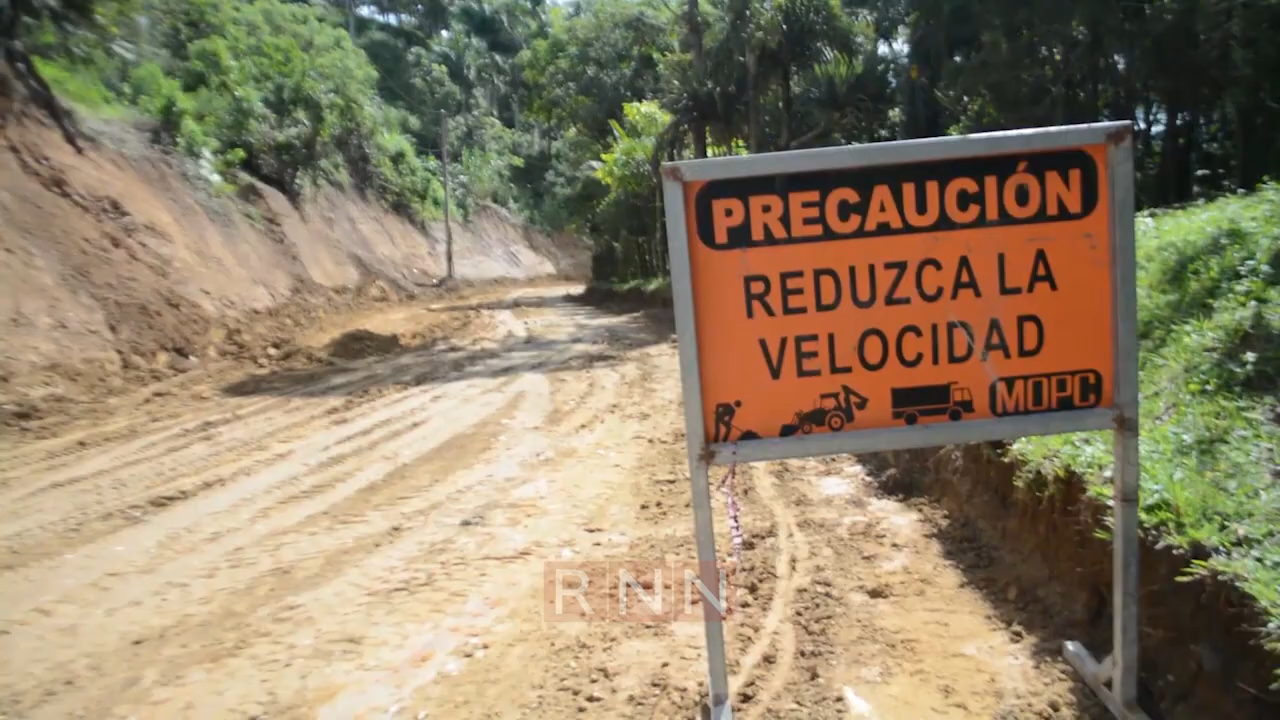 PRECAUCIÓN
REDUZCA LA
VELOCIDAD
MOPC
RNN